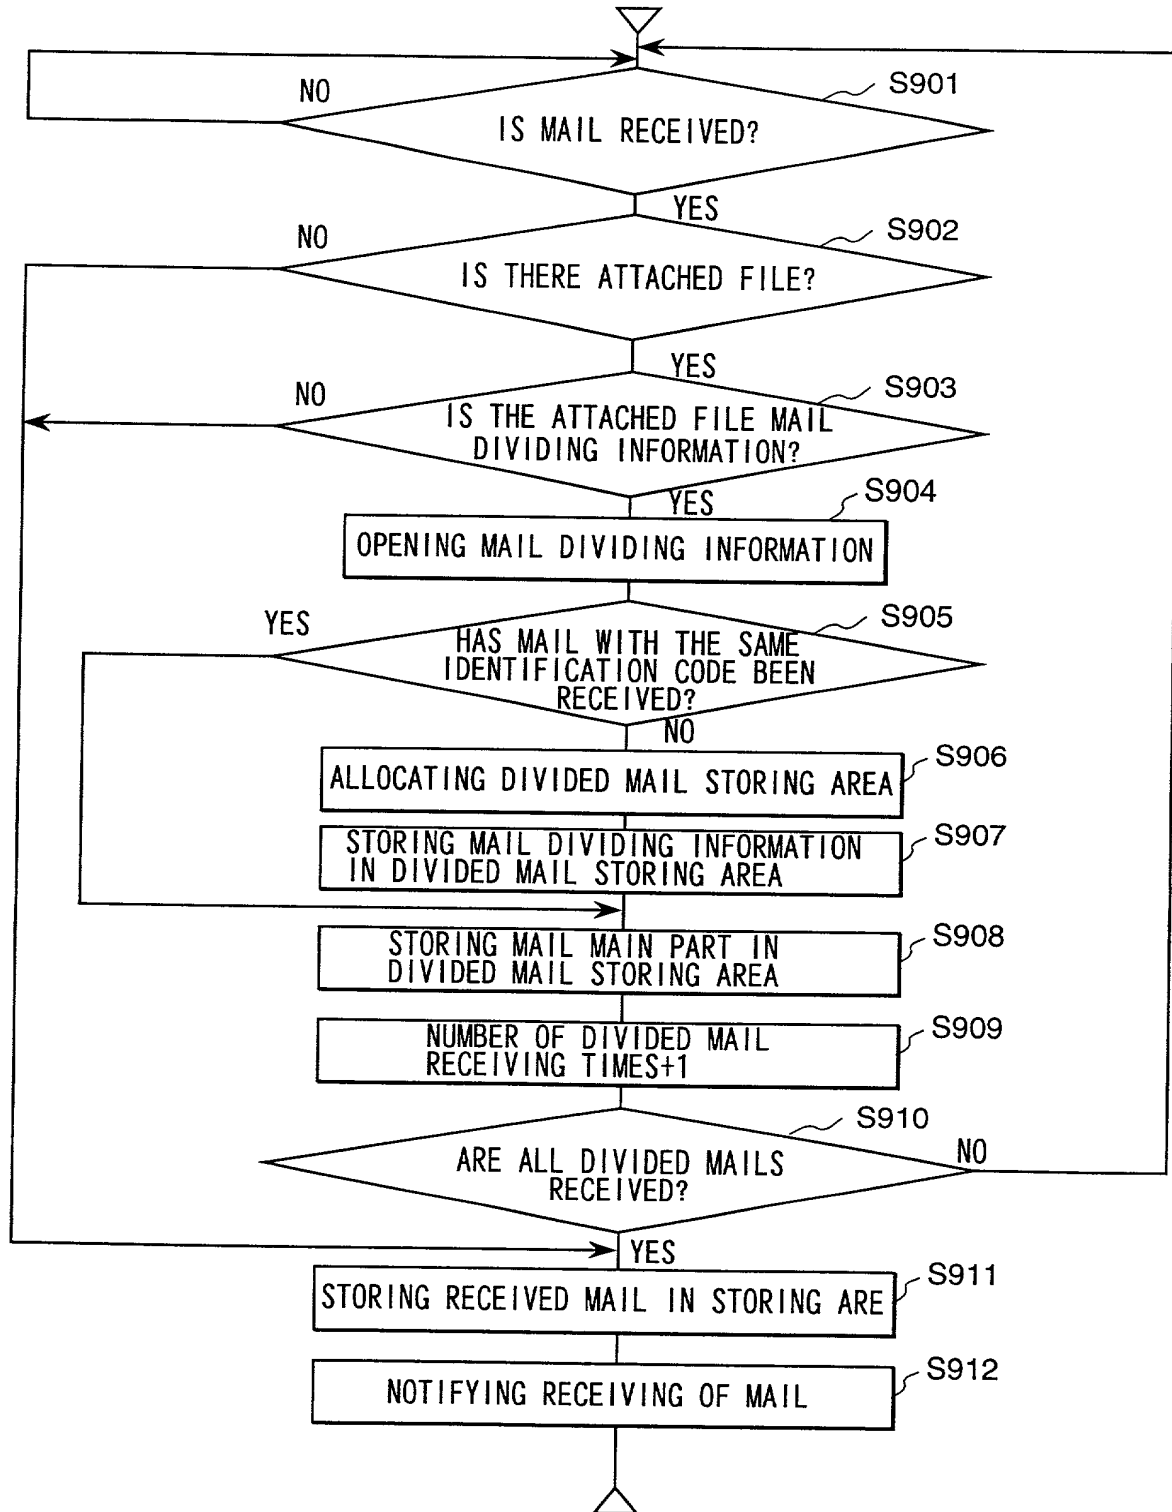 S901
NO
IS MAIL RECEIVED?
YES
S902
NO
IS THERE ATTACHED FILE?
YES
S903
NO
IS THE ATTACHED FILE MAIL
DIVIDING INFORMATION?
YES
S904
OPENING MAIL DIVIDING INFORMATION
S905
YES
HAS MAIL WITH THE SAME
IDENTIFICATION CODE BEEN
RECEIVED?
NO
S906
ALLOCATING DIVIDED MAIL STORING AREA
S907
STORING MAIL DIVIDING INFORMATION
IN DIVIDED MAIL STORING AREA
S908
STORING MAIL MAIN PART IN
DIVIDED MAIL STORING AREA
S909
NUMBER OF DIVIDED MAIL
RECEIVING TIMES+1
S910
NO
ARE ALL DIVIDED MAILS
RECEIVED?
YES
S911
STORING RECEIVED MAIL IN STORING ARE
S912
NOTIFYING RECEIVING OF MAIL